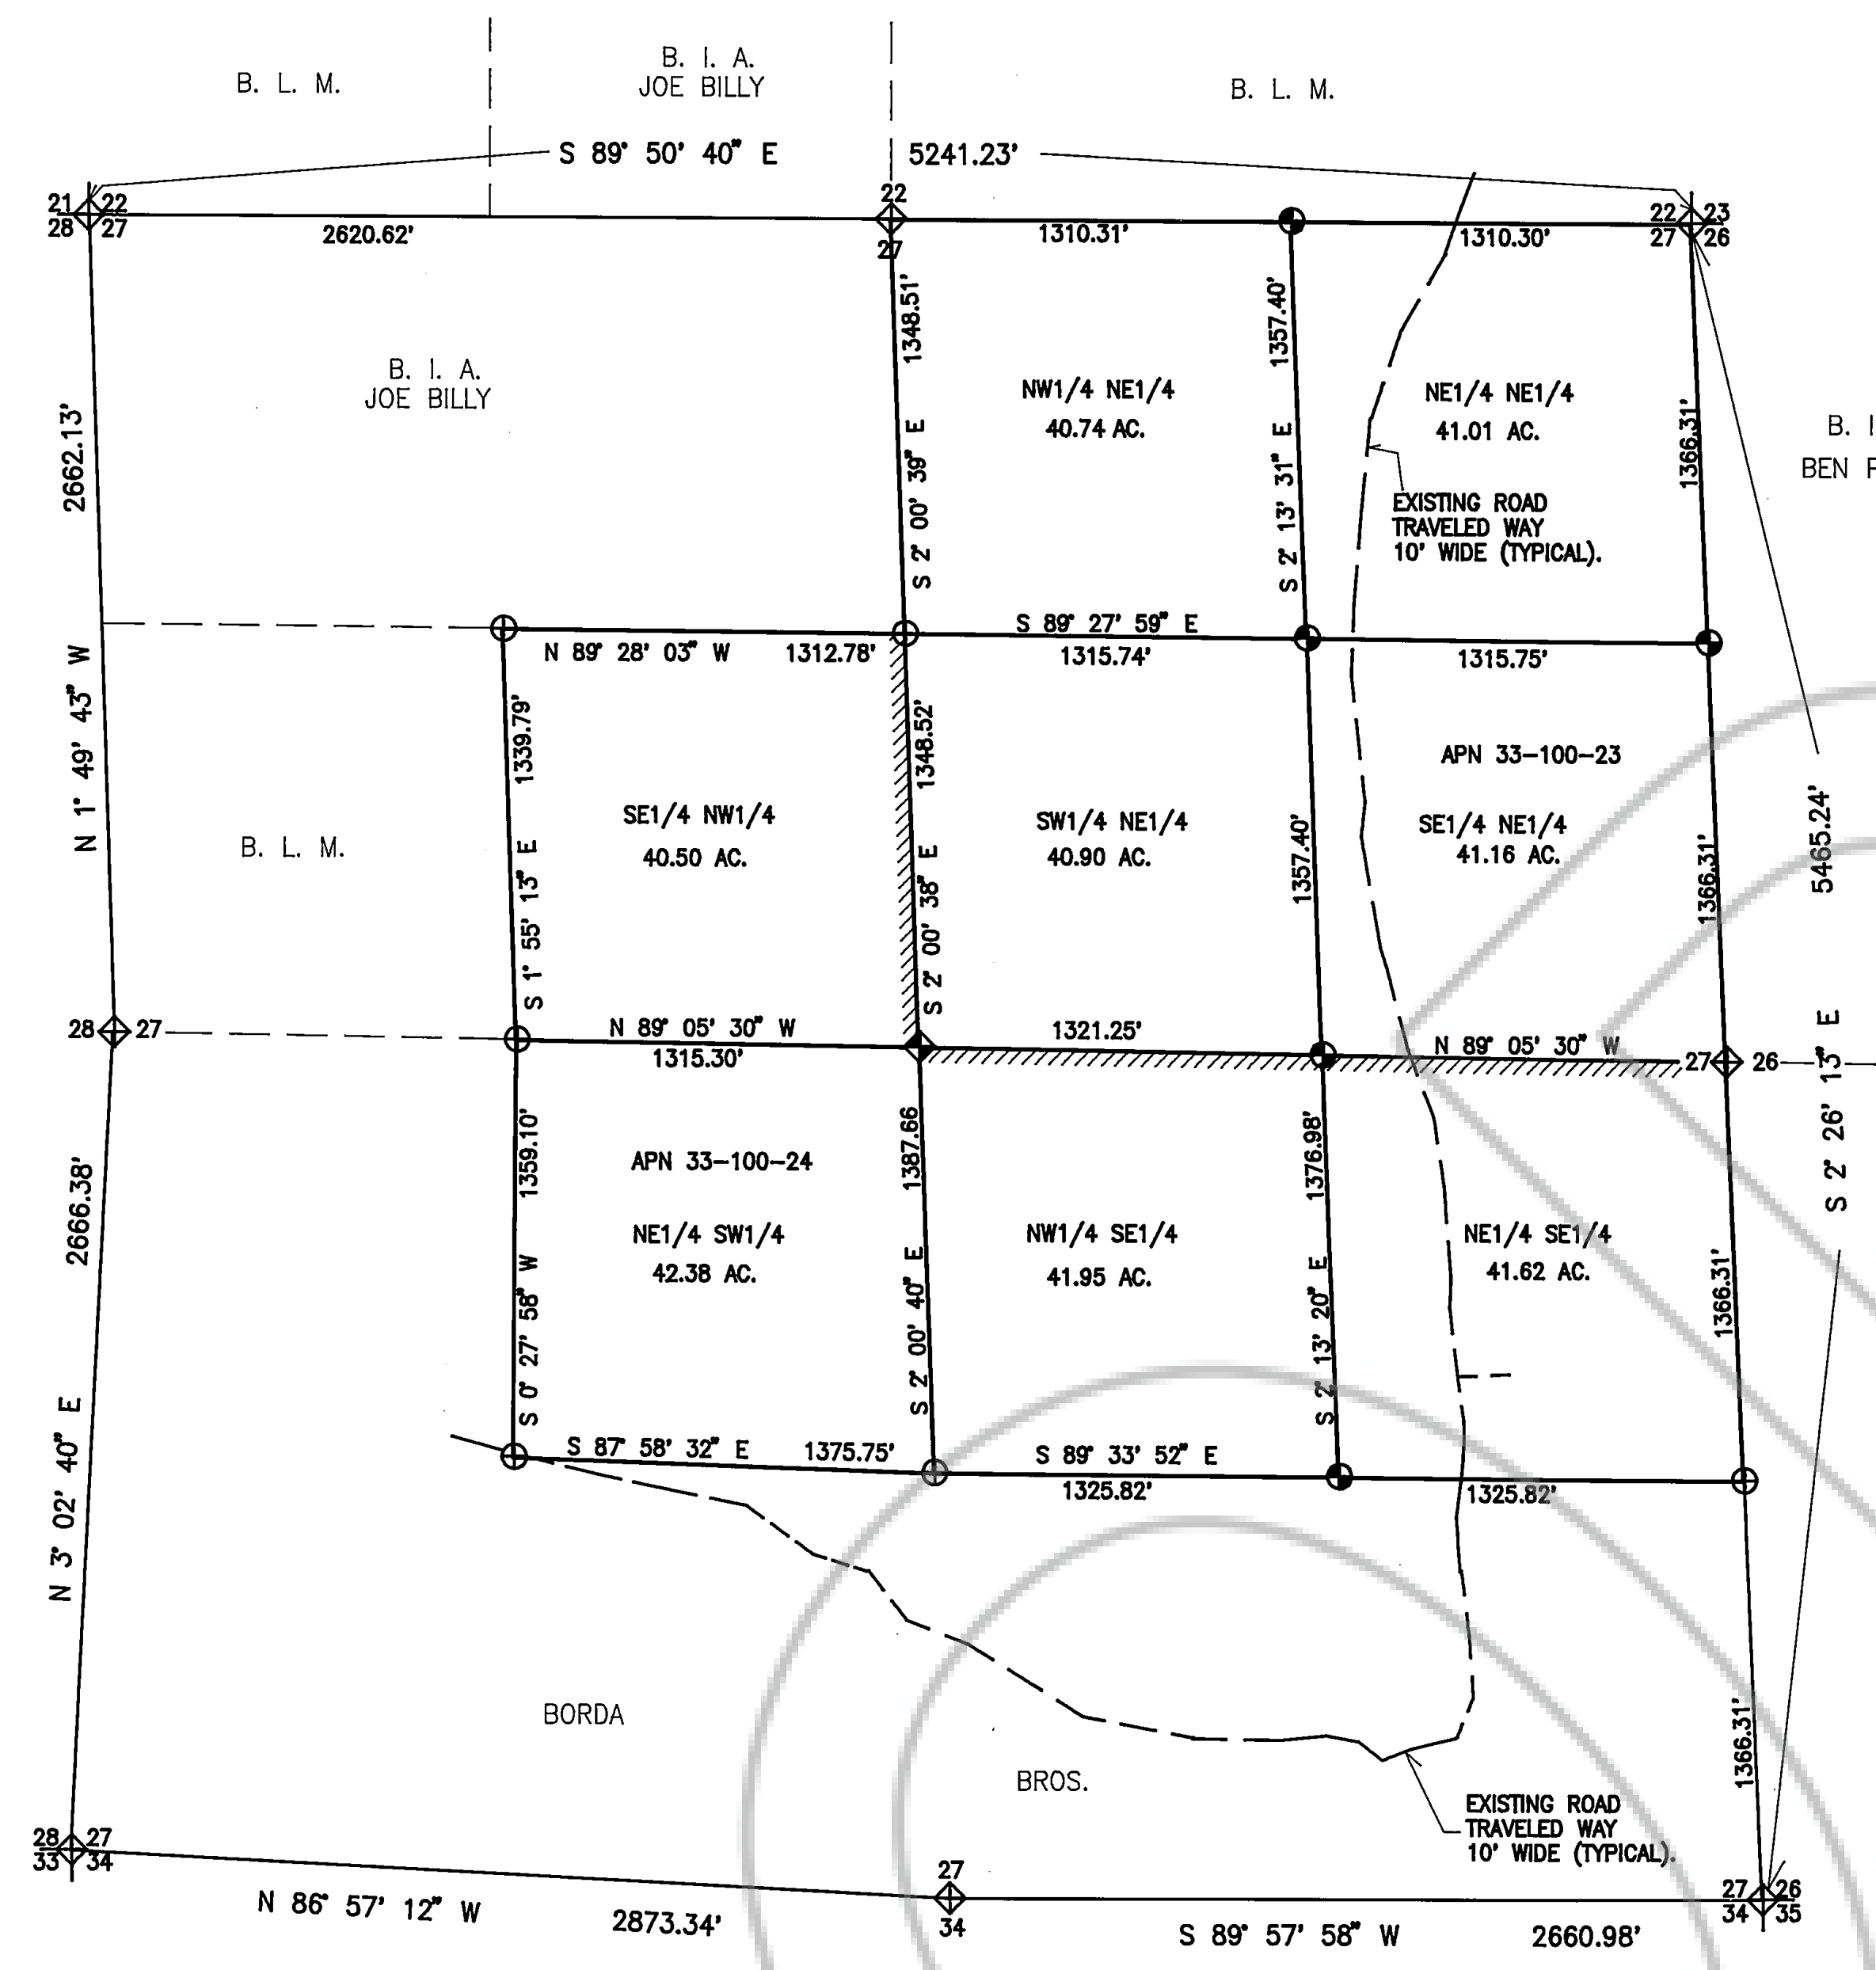 B. L. M.
B. I. A.
JOE BILLY
B. L. M.
S 89° 50' 40" E
5241.23'
21 22
28 27
22
27
22 23
27 26
2620.62'
1310.31'
1310.30'
1348.51'
1357.40'
B. I. A.
JOE BILLY
NW1/4 NE1/4
40.74 AC.
NE1/4 NE1/4
41.01 AC.
2662.13'
1366.31'
BEN
S 2° 00' 39" E
S 2° 13' 31" E
EXISTING ROAD
TRAVELED WAY
10' WIDE (TYPICAL).
N 89° 28' 03" W
1312.78'
S 89° 27' 59" E
1315.74'
1315.75'
N 1° 49' 43" W
1339.79'
1348.52'
APN 33-100-23
B. L. M.
SE1/4 NW1/4
40.50 AC.
SW1/4 NE1/4
40.90 AC.
SE1/4 NE1/4
41.16 AC.
1357.40'
1366.31'
5465.24'
S 1° 55' 13" E
S 2° 00' 38" E
28 27
N 89° 05' 30" W
1315.30'
1321.25'
N 89° 05' 30" W
27 26
S 2° 26' 13" E
2666.38'
1359.10'
1387.66
1376.98'
APN 33-100-24
NE1/4 SW1/4
42.38 AC.
NW1/4 SE1/4
41.95 AC.
NE1/4 SE1/4
41.62 AC.
1366.31'
S 0° 27' 58" W
S 2° 00' 40" E
S 2° 13' 20" E
S 87° 58' 32" E
1375.75'
S 89° 33' 52" E
1325.82'
1325.82'
N 3° 02' 40" E
BORDA
BROS.
1366.31'
EXISTING ROAD
TRAVELED WAY
10' WIDE (TYPICAL).
28 27
33 34
27
34
27 26
34 35
N 86° 57' 12" W
2873.34'
S 89° 57' 58" W
2660.98'